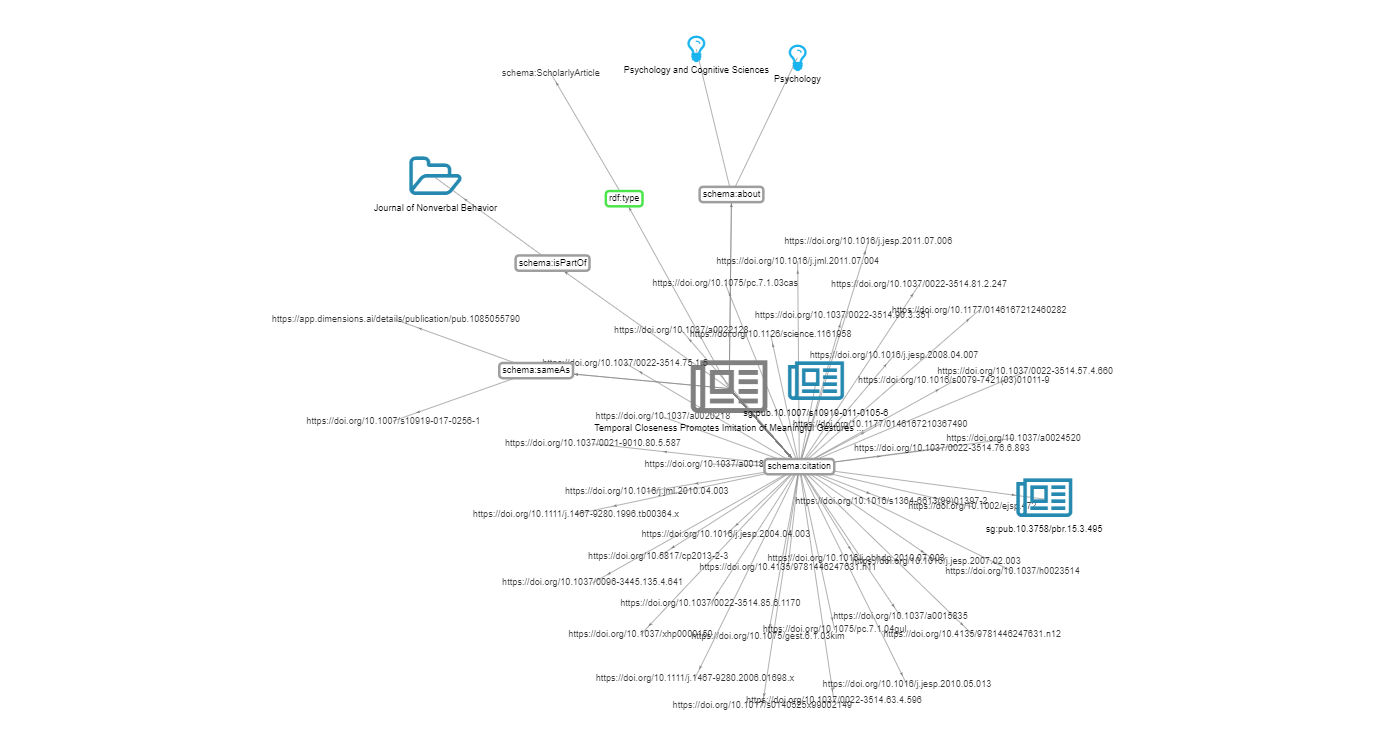 schema:ScholarlyArticle
Psychology and Cognitive Sciences
Psychology
rdf:type
schema:about
Journal of Nonverbal Behavior
schema:isPartOf
https://doi.org/10.1016/j.jesp.2011.07.006
https://doi.org/10.1016/j.jml.2011.07.004
https://doi.org/10.1075/pc.7.1.03cas
https://doi.org/10.1037/0022-3514.81.2.247
https://doi.org/10.1177/0146167212460282
https://doi.org/10.1037/0022-3514.90.3.351
https://app.dimensions.ai/details/publication/pub.1085055790
https://doi.org/10.1037/a0022128
https://doi.org/10.1126/science.1161958
https://doi.org/10.1016/j.jesp.2008.04.007
https://doi.org/10.1037/0022-3514.75.1.5
schema:sameAs
https://doi.org/10.1037/0022-3514.57.4.660
https://doi.org/10.1016/s0079-7421(03)01011-9
sg:pub.10.1007/s10919-011-0105-6
https://doi.org/10.1037/a0020218
https://doi.org/10.1007/s10919-017-0256-1
https://doi.org/10.1177/0146167210367490
Temporal Closeness Promotes Imitation of Meaningful Gestures ...
https://doi.org/10.1037/a0024520
https://doi.org/10.1037/0021-9010.80.5.587
https://doi.org/10.1037/0022-3514.76.6.893
https://doi.org/10.1037/a0018
schema:citation
https://doi.org/10.1016/j.jml.2010.04.003
https://doi.org/10.1016/s1364-6613(99)01397-2
https://doi.org/10.1002/ejsp.472
https://doi.org/10.1111/j.1467-9280.1996.tb00364.x
sg:pub.10.3758/pbr.15.3.495
https://doi.org/10.1016/j.jesp.2004.04.003
https://doi.org/10.5817/cp2013-2-3
https://doi.org/10.1016/j.obhdp.2010.07.003
https://doi.org/10.1016/j.jesp.2007.02.003
https://doi.org/10.4135/9781446247631.n11
https://doi.org/10.1037/h0023514
https://doi.org/10.1037/0096-3445.135.4.641
https://doi.org/10.1037/0022-3514.85.6.1170
https://doi.org/10.1037/a0015835
https://doi.org/10.1075/pc.7.1.04gul
https://doi.org/10.1037/xhp0000150
https://doi.org/10.1075/gest.6.1.03kim
https://doi.org/10.4135/9781446247631.n12
https://doi.org/10.1111/j.1467-9280.2006.01698.x
https://doi.org/10.1016/j.jesp.2010.05.013
https://doi.org/10.1037/0022-3514.63.4.596
https://doi.org/10.1017/s0140525x99002149